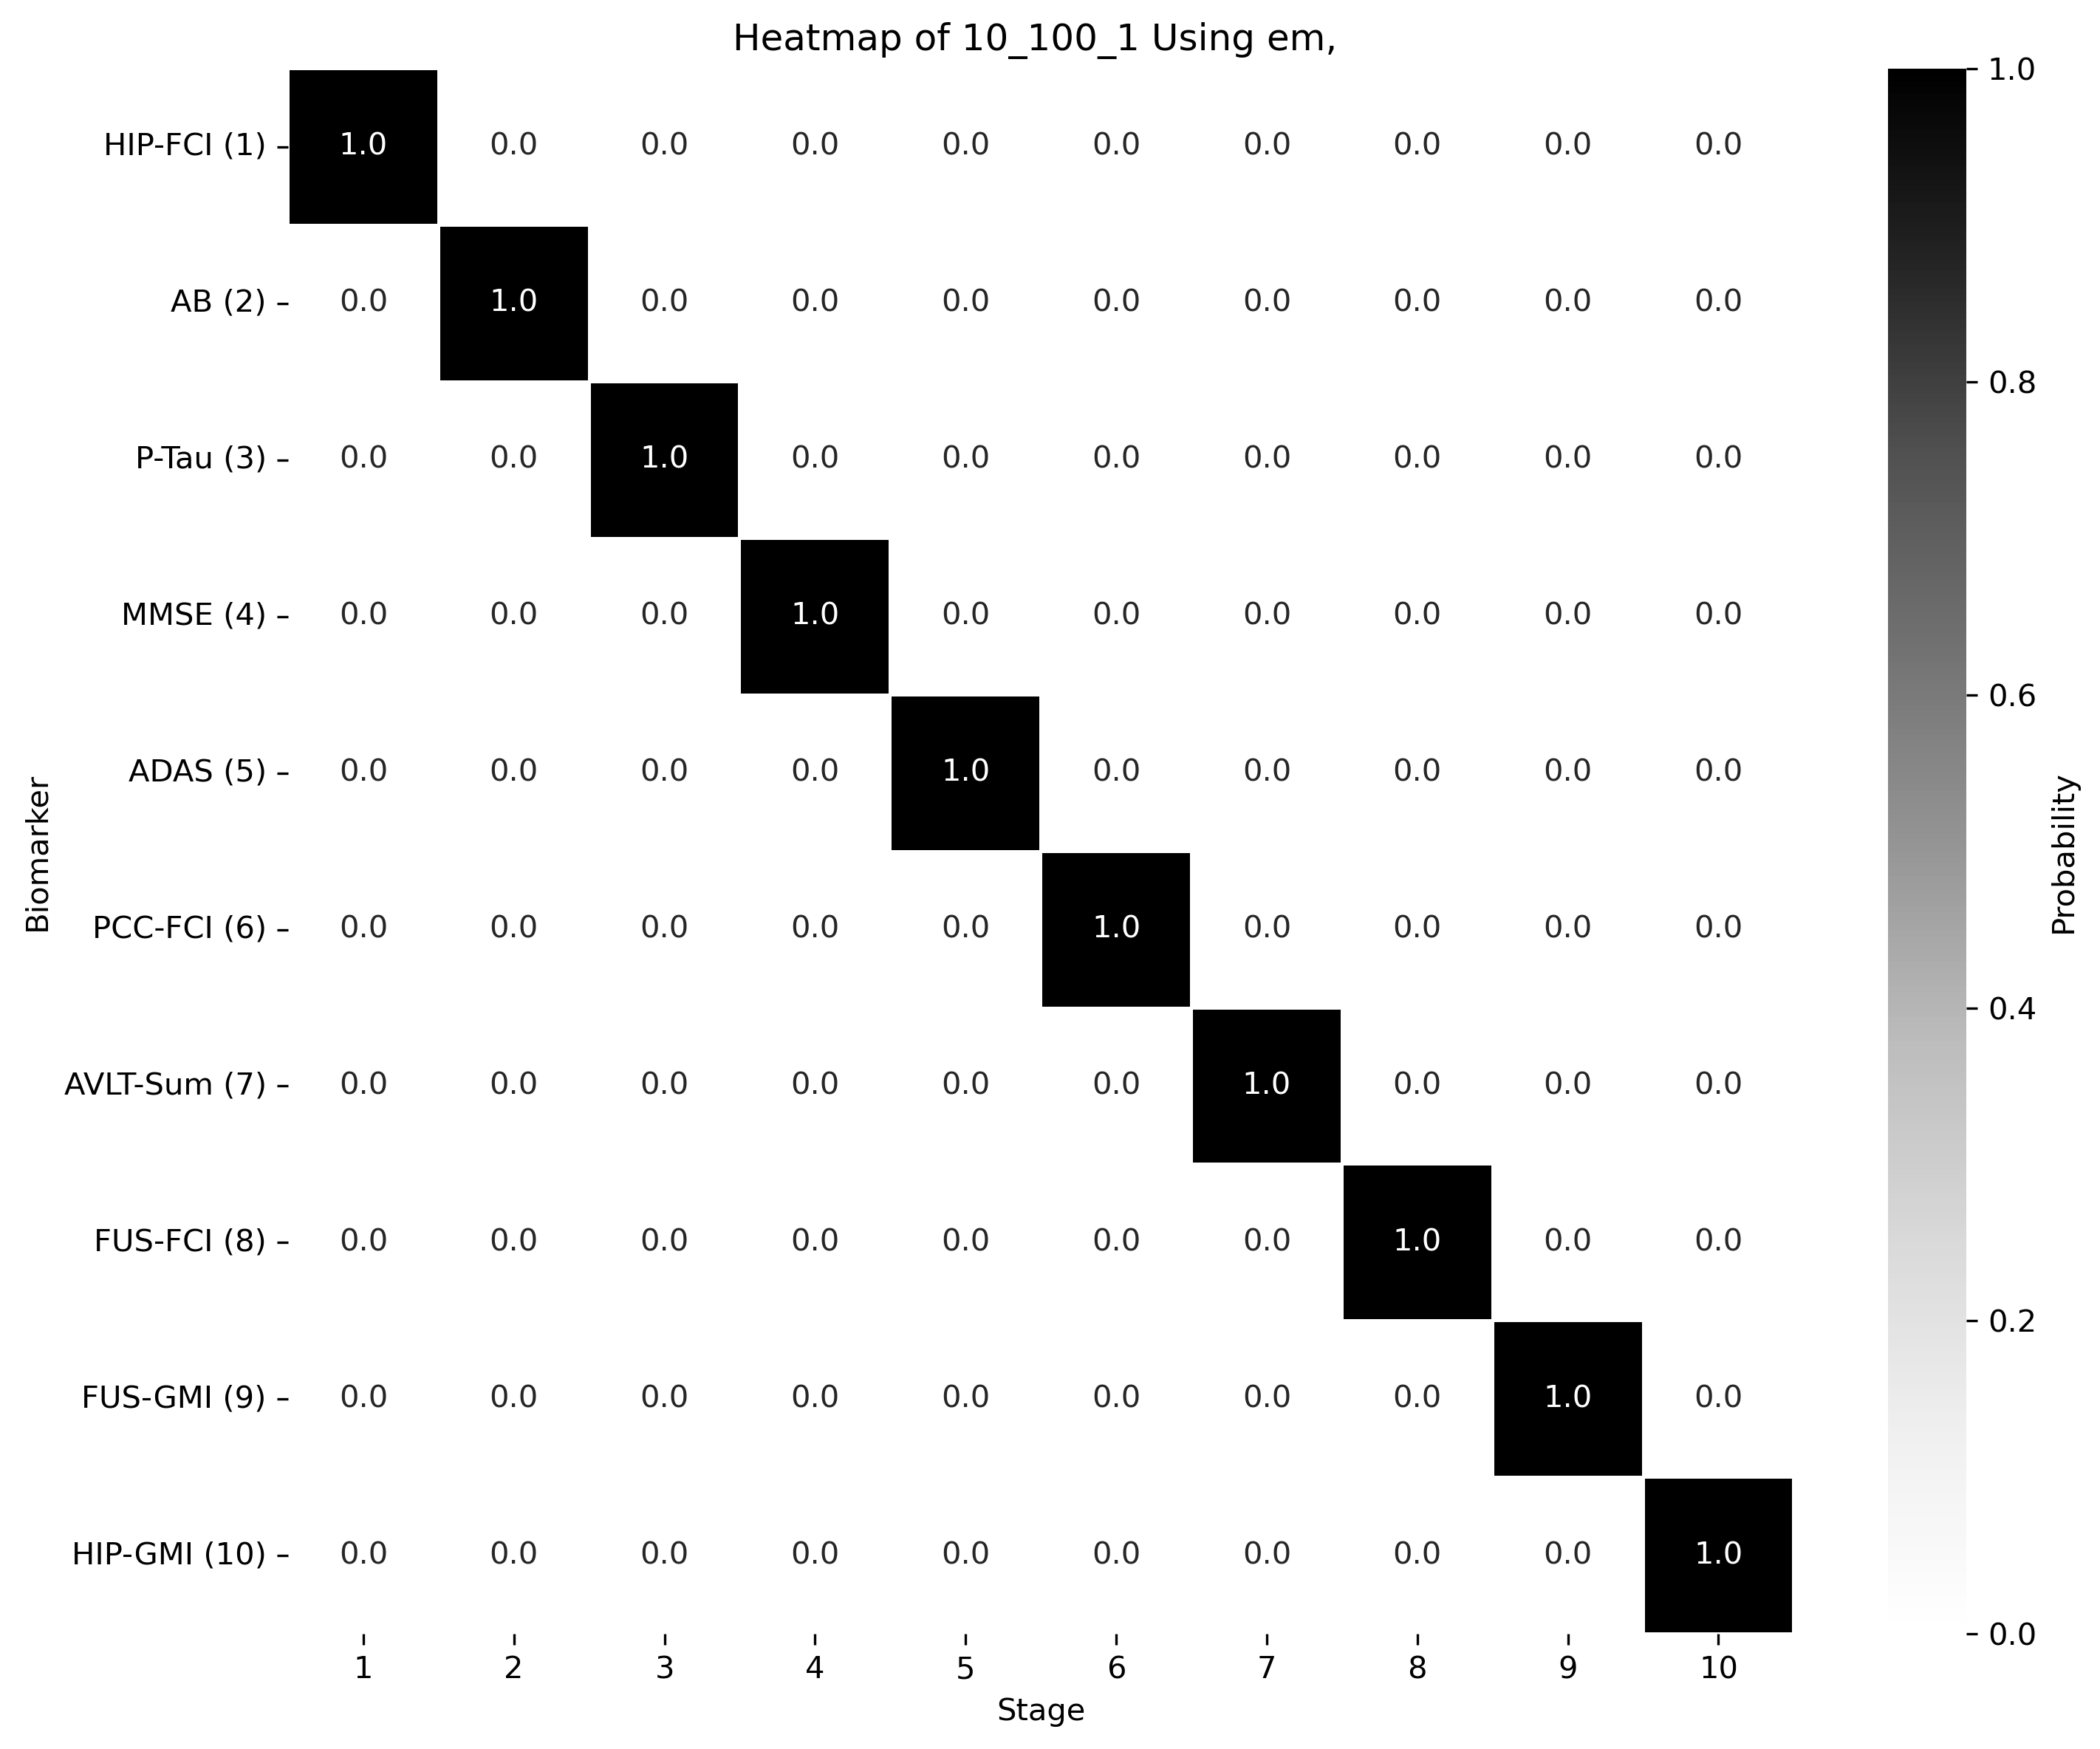 Heatmap of 10_100_1 Using em,
HIP-FCI (1) 1.0 0.0 0.0 0.0 0.0 0.0 0.0 0.0 0.0 0.0
AB (2) 0.0 1.0 0.0 0.0 0.0 0.0 0.0 0.0 0.0 0.0
P-Tau (3) 0.0 0.0 1.0 0.0 0.0 0.0 0.0 0.0 0.0 0.0
MMSE (4) 0.0 0.0 0.0 1.0 0.0 0.0 0.0 0.0 0.0 0.0
ADAS (5) 0.0 0.0 0.0 0.0 1.0 0.0 0.0 0.0 0.0 0.0
PCC-FCI (6) 0.0 0.0 0.0 0.0 0.0 1.0 0.0 0.0 0.0 0.0
AVLT-Sum (7) 0.0 0.0 0.0 0.0 0.0 0.0 1.0 0.0 0.0 0.0
FUS-FCI (8) 0.0 0.0 0.0 0.0 0.0 0.0 0.0 1.0 0.0 0.0
FUS-GMI (9) 0.0 0.0 0.0 0.0 0.0 0.0 0.0 0.0 1.0 0.0
HIP-GMI (10) 0.0 0.0 0.0 0.0 0.0 0.0 0.0 0.0 0.0 1.0
1 2 3 4 5 6 7 8 9 10
Stage
Biomarker
1.0
0.8
0.6
0.4
0.2
0.0
Probability